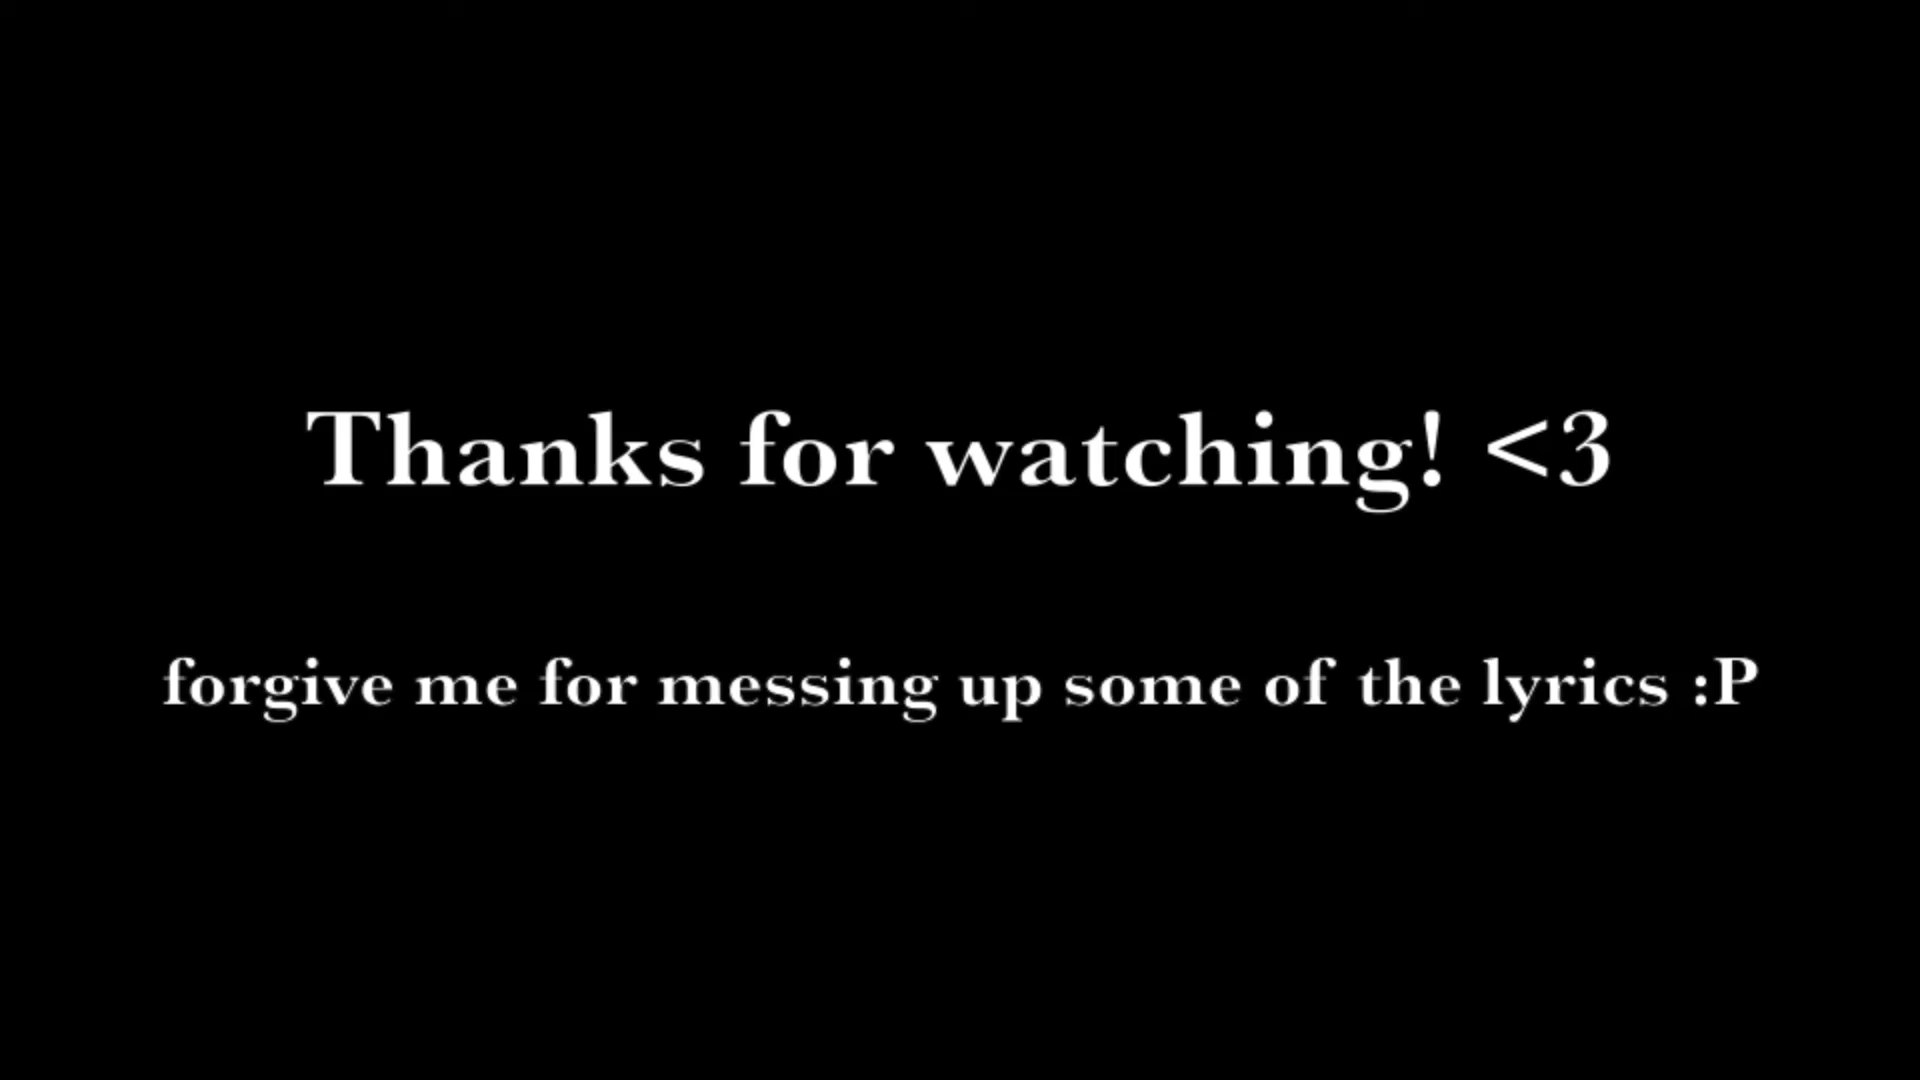 Thanks for watching! <3
forgive me for messing up some of the lyrics :P